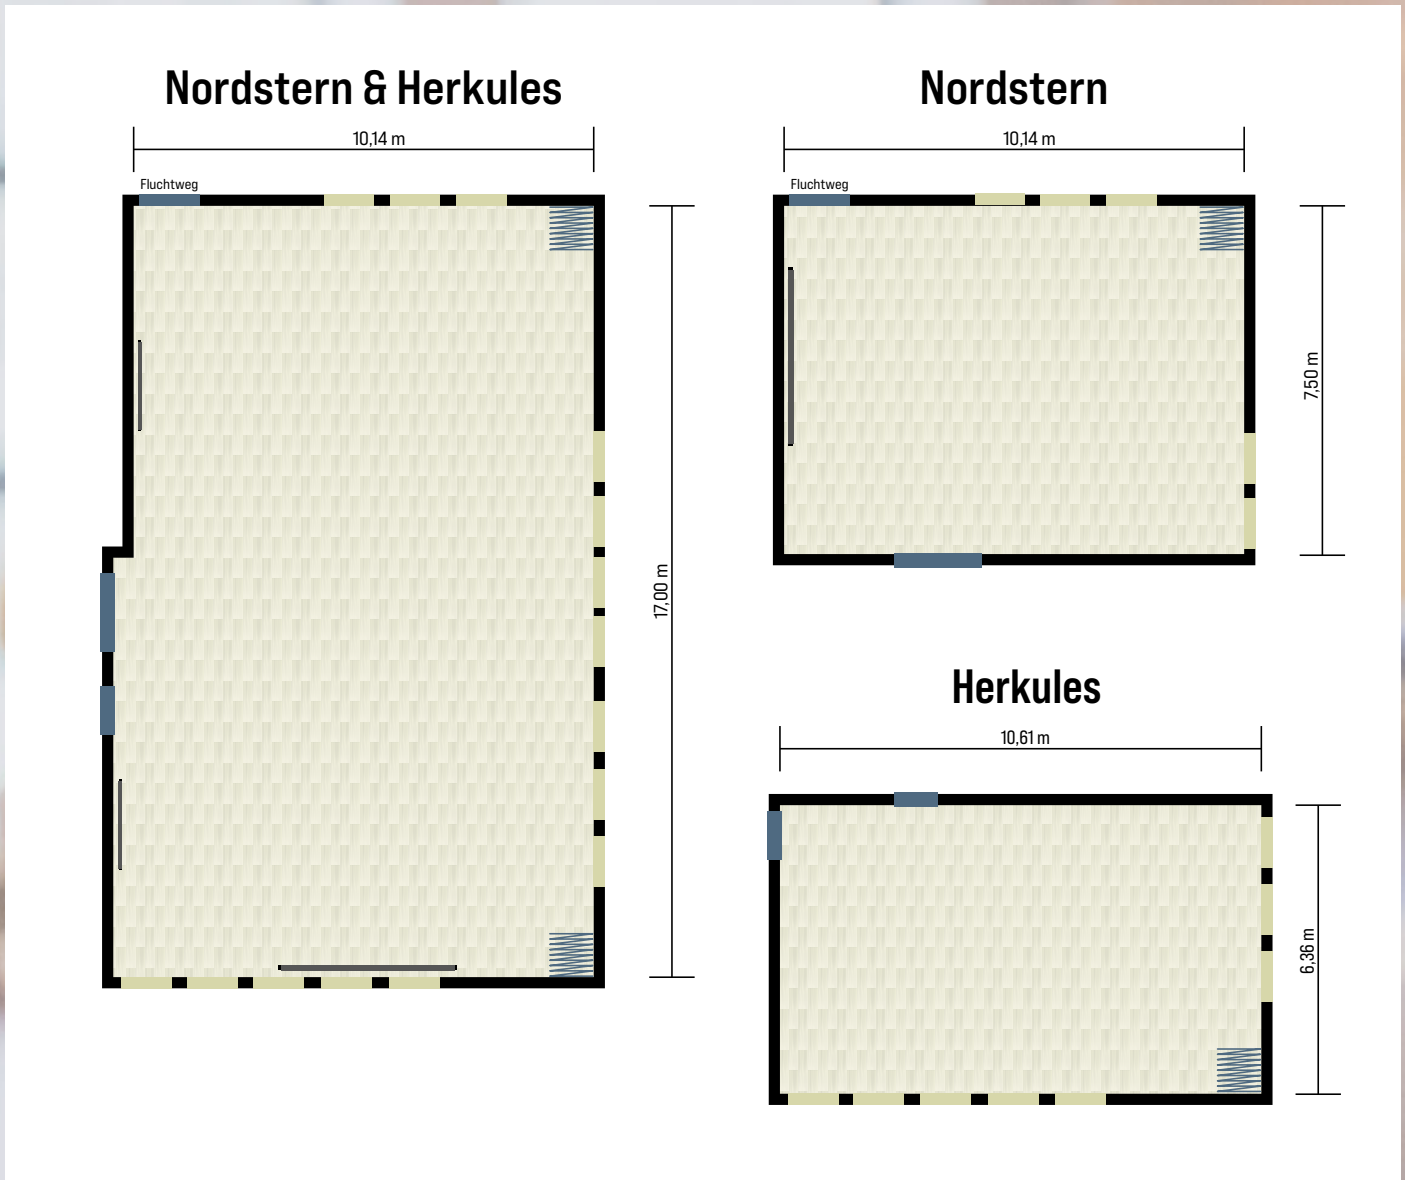 Nordstern & Herkules
10,14 m
Fluchtweg
17,00 m
Nordstern
10,14 m
Fluchtweg
7,50 m
Herkules
10,61 m
6,36 m